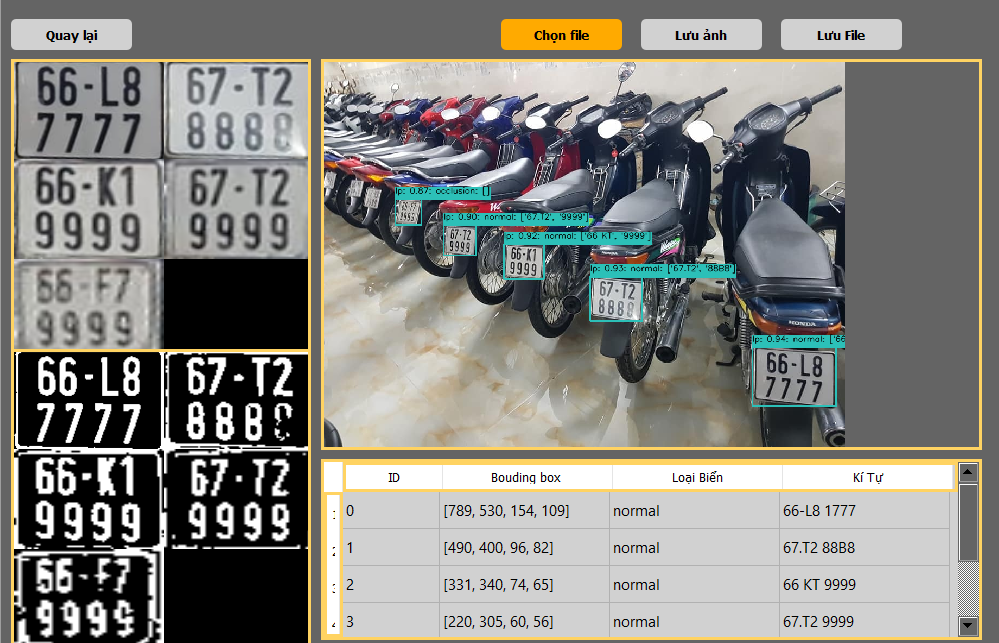 Quay lại
Chọn file
Lưu ảnh
Lưu File
66-L8
7777
67-T2
8888
66-K1
9999
67-T2
9999
66-F7
9999
66-L8
7777
67-T2
888
66-K1
9999
67-T2
9999
66-F7
9999
lp: 0.87: occlusion: []
lp: 0.90: normal: ['67.T2', '9999']
67-T2
9999
lp: 0.92: normal: ['66 KT', '9999']
66-K1
9999
lp: 0.93: normal: ['67.T2', '88B8']
67-T2
8888
HONDA
lp: 0.94: normal: ['66
66-L8
7777
ID Bouding box Loại Biển Kí Tự
0 [789, 530, 154, 109] normal 66-L8 1777
1 [490, 400, 96, 82] normal 67.T2 88B8
2 [331, 340, 74, 65] normal 66 KT 9999
3 [220, 305, 60, 56] normal 67.T2 9999